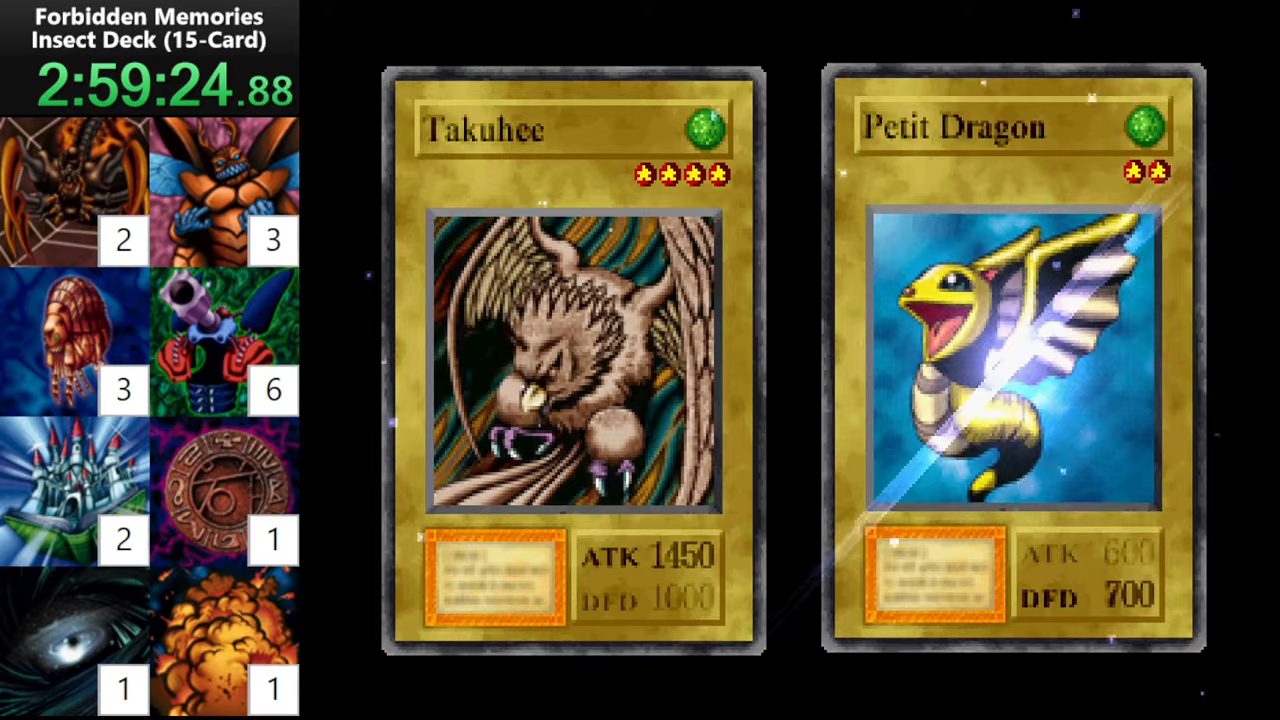 Forbidden Memories
Insect Deck (15-Card)
2:59:24.88
2
3
3
6
2
1
1
1
Takuhee
ATK 1450
DFD 1000
Petit Dragon
ATK 600
DFD 700